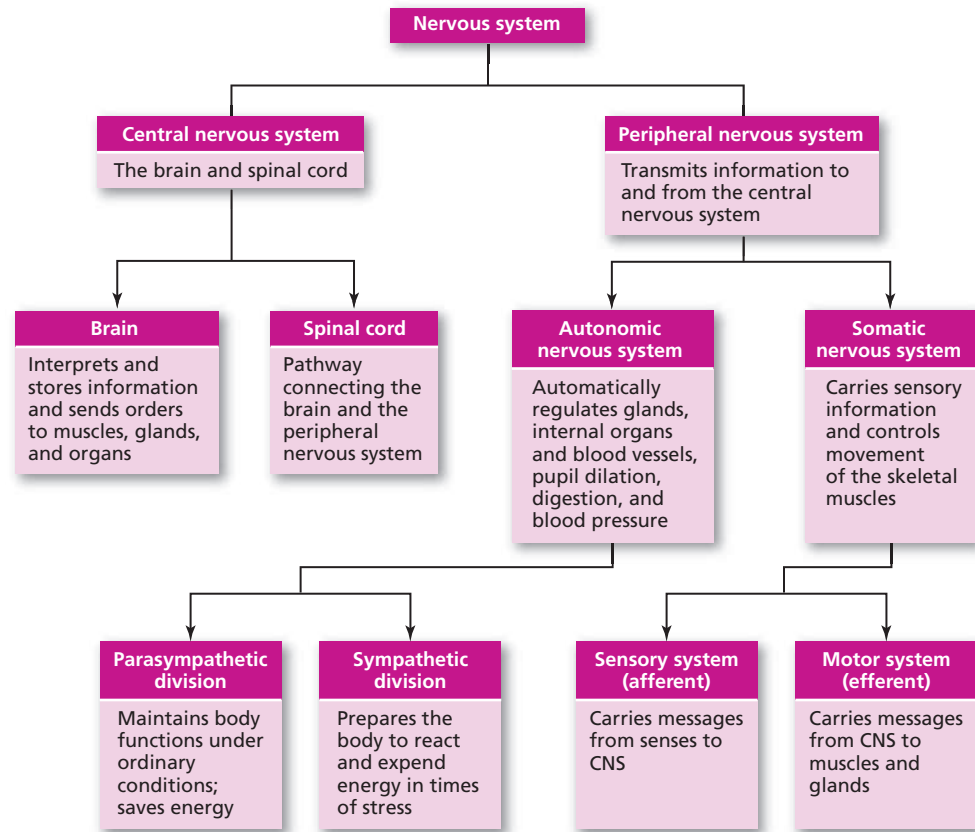 Nervous system
Central nervous system
The brain and spinal cord
Peripheral nervous system
Transmits information to
and from the central
nervous system
Brain
Interprets and
stores information
and sends orders
to muscles, glands,
and organs
Spinal cord
Pathway
connecting the
brain and the
peripheral
nervous system
Autonomic
nervous system
Automatically
regulates glands,
internal organs
and blood vessels,
pupil dilation,
digestion, and
blood pressure
Somatic
nervous system
Carries sensory
information
and controls
movement
of the skeletal
muscles
Parasympathetic
division
Maintains body
functions under
ordinary
conditions;
saves energy
Sympathetic
division
Prepares the
body to react
and expend
energy in times
of stress
Sensory system
(afferent)
Carries messages
from senses to
CNS
Motor system
(efferent)
Carries messages
from CNS to
muscles and
glands